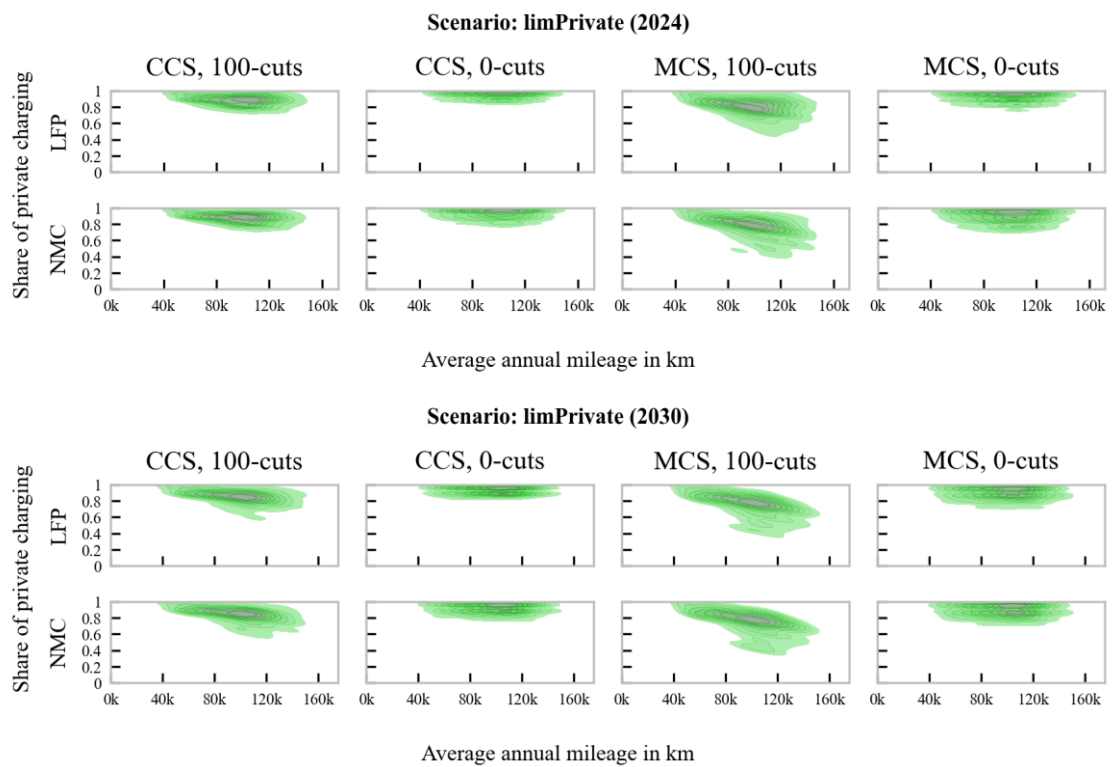 Scenario: limPrivate (2024)
CCS, 100-cuts CCS, 0-cuts MCS, 100-cuts MCS, 0-cuts
Share of private charging
LFP
1
0.8
0.6
0.4
0.2
0
NMC
1
0.8
0.6
0.4
0.2
0
0k 40k 80k 120k 160k 0k 40k 80k 120k 160k 0k 40k 80k 120k 160k 0k 40k 80k 120k 160k
Average annual mileage in km
Scenario: limPrivate (2030)
CCS, 100-cuts CCS, 0-cuts MCS, 100-cuts MCS, 0-cuts
Share of private charging
LFP
1
0.8
0.6
0.4
0.2
0
NMC
1
0.8
0.6
0.4
0.2
0
0k 40k 80k 120k 160k 0k 40k 80k 120k 160k 0k 40k 80k 120k 160k 0k 40k 80k 120k 160k
Average annual mileage in km